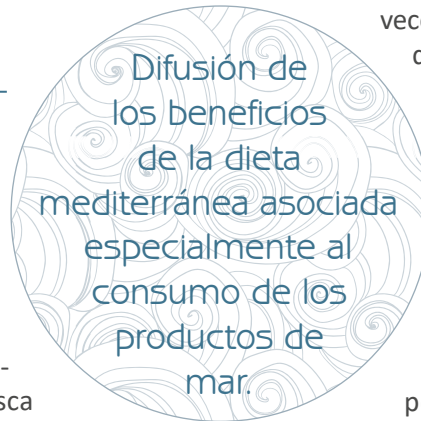 vec
Difusión de
los beneficios
de la dieta
mediterránea asociada
especialmente al
consumo de los
productos de
mar.
sca
p